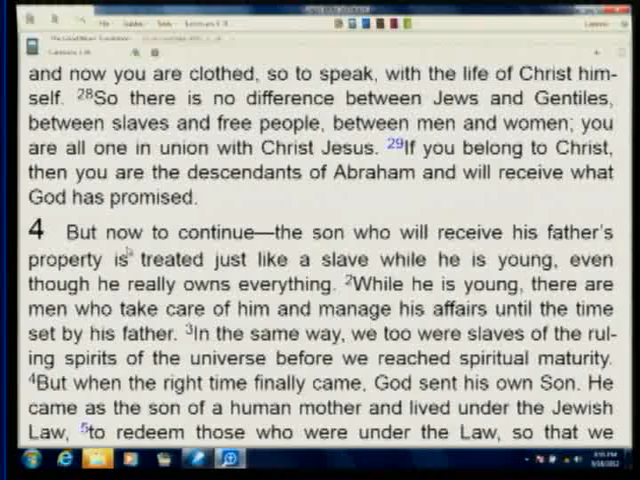 and now you are clothed, so to speak, with the life of Christ him-
self. 28So there is no difference between Jews and Gentiles,
between slaves and free people, between men and women; you
are all one in union with Christ Jesus. 29If you belong to Christ,
then you are the descendants of Abraham and will receive what
God has promised.
4 But now to continue—the son who will receive his father's
property is treated just like a slave while he is young, even
though he really owns everything. 2While he is young, there are
men who take care of him and manage his affairs until the time
set by his father. 3In the same way, we too were slaves of the rul-
ing spirits of the universe before we reached spiritual maturity.
4But when the right time finally came, God sent his own Son. He
came as the son of a human mother and lived under the Jewish
Law, 5to redeem those who were under the Law, so that we